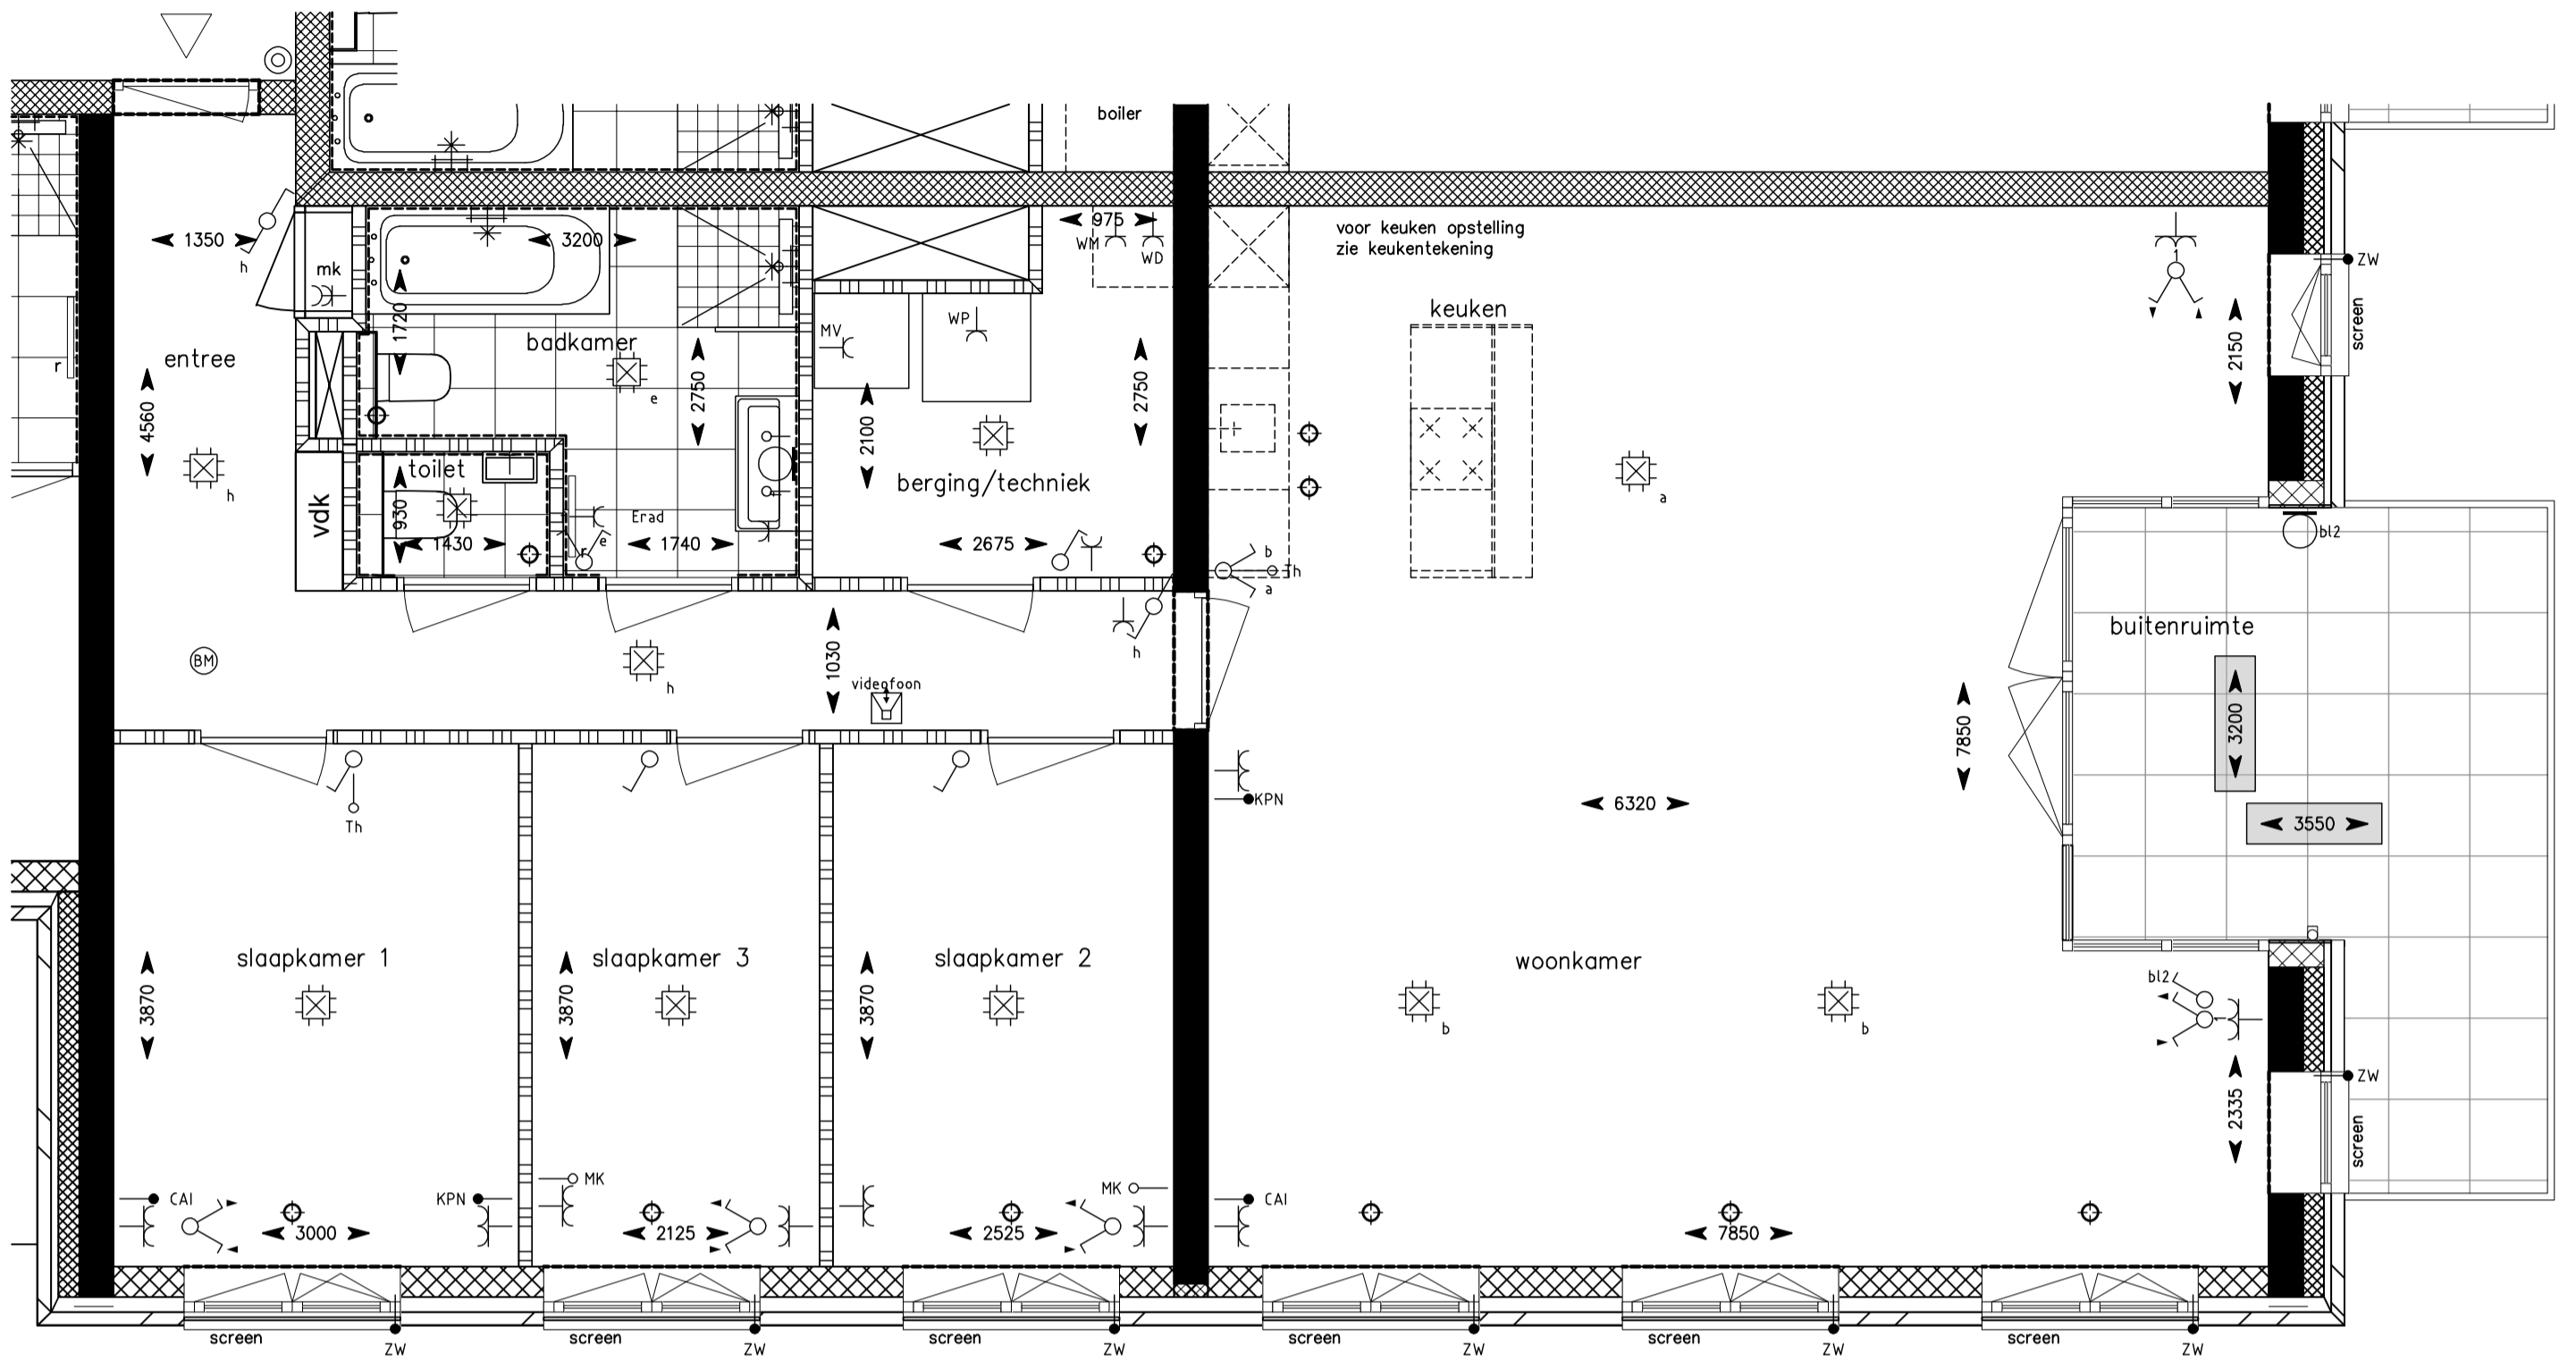 boiler
1350
h
mk
3200
975
WM
WD
voor keuken opstelling
zie keukentekening
ZW
screen
keuken
2150
1720
badkamer
MV
WP
entree
r
e
2750
2100
2750
4560
h
toilet
vdk
930
1430
r
e
Erad
1740
berging/techniek
2675
a
b
Th
a
bl2
buitenruimte
BM
h
1030
videofoon
h
3200
7850
3550
KPN
6320
Th
slaapkamer 1
slaapkamer 3
slaapkamer 2
woonkamer
3870
3870
3870
b
b
bl2
1
1
ZW
screen
2335
CAI
KPN
MK
MK
CAI
3000
2125
2525
7850
screen
ZW
screen
ZW
screen
ZW
screen
ZW
screen
ZW
screen
ZW